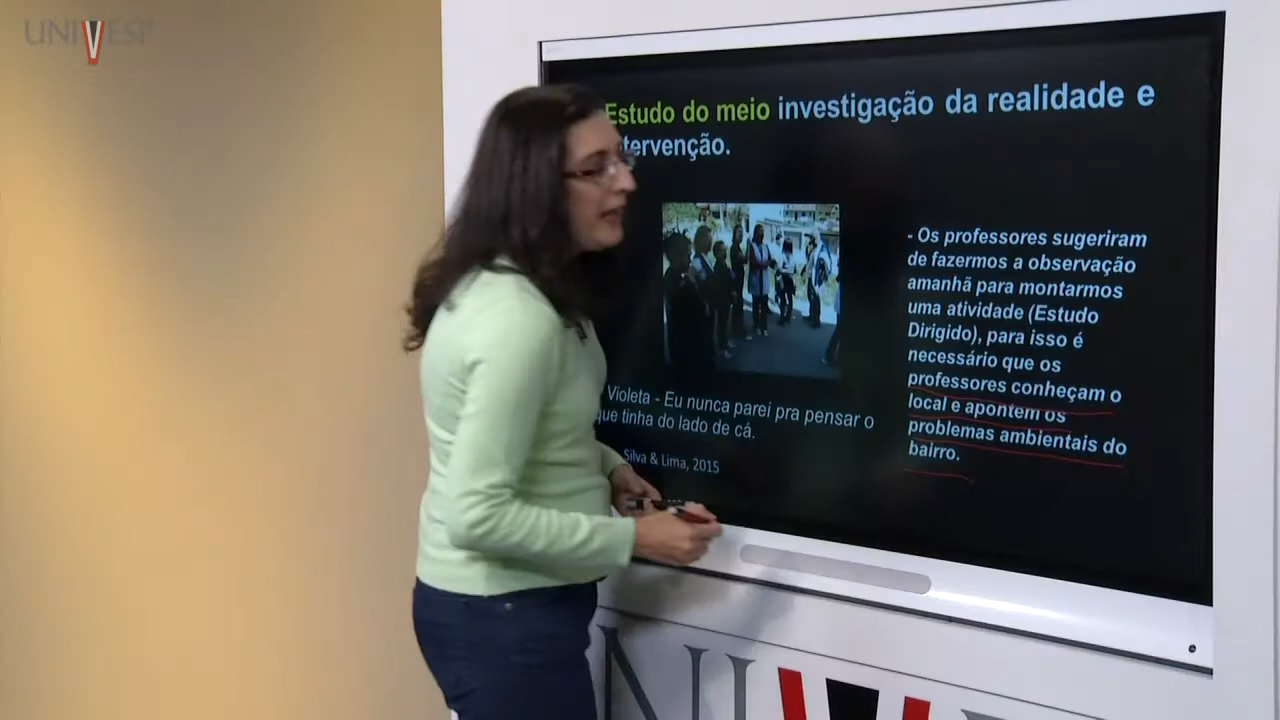 UNIVESP
Estudo do meio investigação da realidade e
tervenção.
- Os professores sugeriram
de fazermos a observação
amanhã para montarmos
uma atividade (Estudo
Dirigido), para isso é
necessário que os
professores conheçam o
local e apontem os
problemas ambientais do
bairro.
Violeta - Eu nunca parei pra pensar o
que tinha do lado de cá.
Silva & Lima, 2015